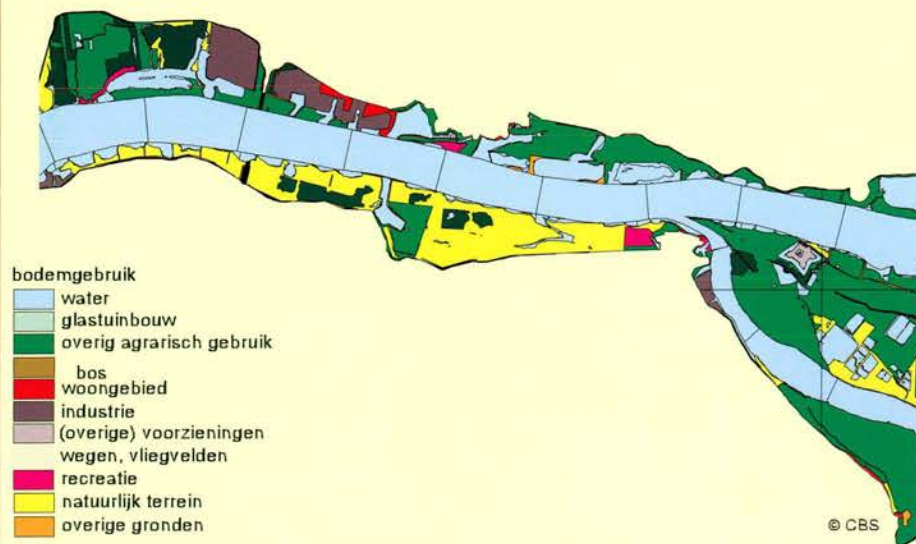 bodemgebruik
water
glastuinbouw
overig agrarisch gebruik
bos
woongebied
industrie
(overige) voorzieningen
wegen, vliegvelden
recreatie
natuurlijk terrein
overige gronden
© CBS